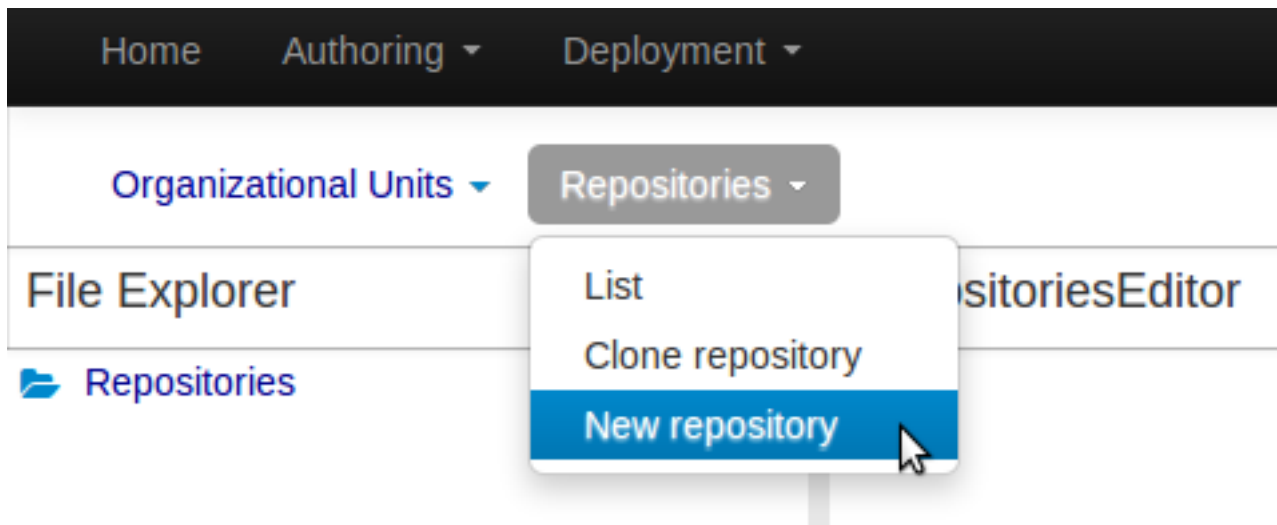 Home Authoring Deployment
Organizational Units Repositories
File Explorer
List
Clone repository
New repository
Repositories